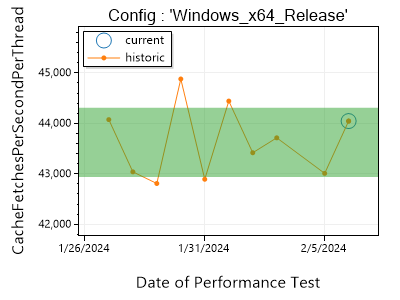 Config : 'Windows_x64_Release'
current
historic
CacheFetchesPerSecondPerThread
45,000
44,000
43,000
42,000
1/26/2024
1/31/2024
2/5/2024
Date of Performance Test